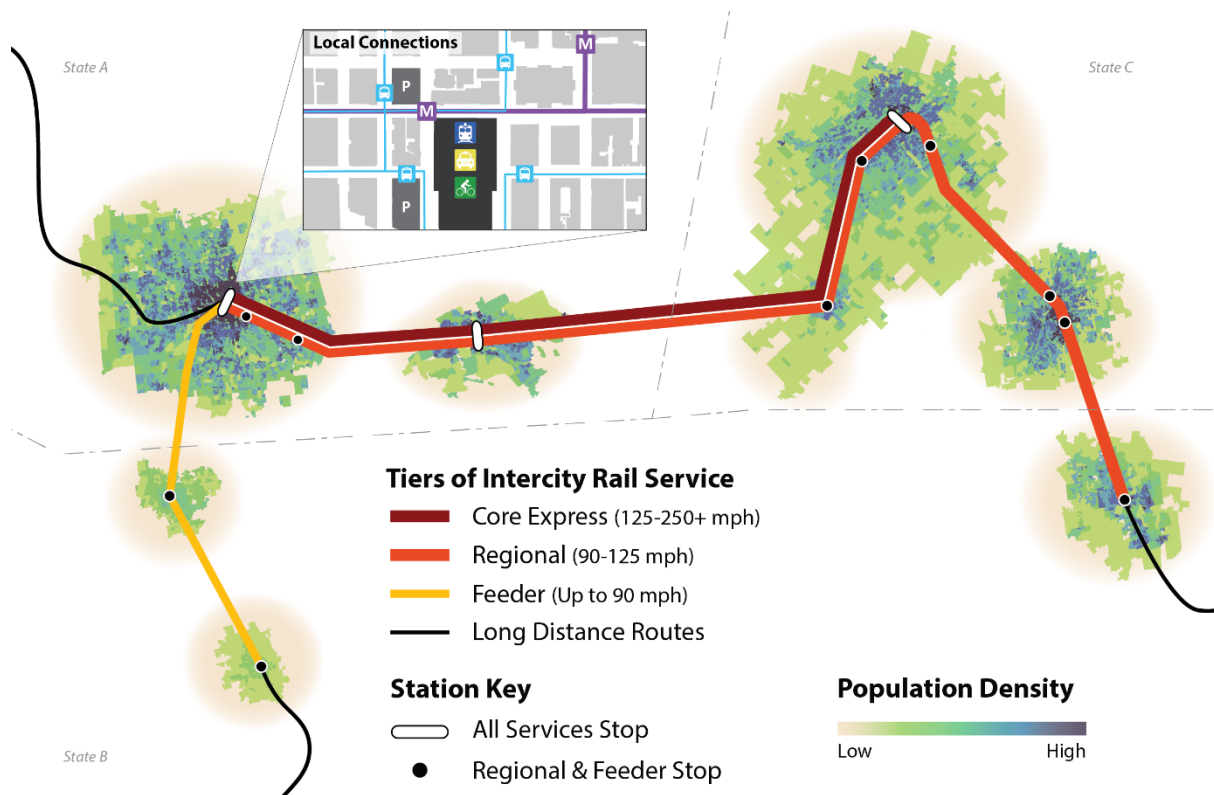 State A
Local Connections
M
M
P
P
State C
Tiers of Intercity Rail Service
Core Express (125-250+ mph)
Regional (90-125 mph)
Feeder (Up to 90 mph)
Long Distance Routes
Station Key
All Services Stop
Regional & Feeder Stop
Population Density
Low
High
State B